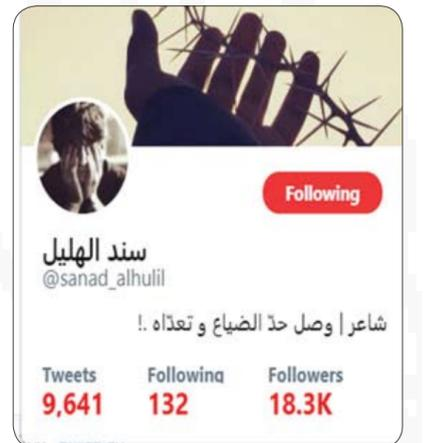 Following
سند الهليل
@sanad_alhulil
شاعر | وصل حدّ الضياع و تعدّاه .!
Tweets Following Followers
9,641 132 18.3K